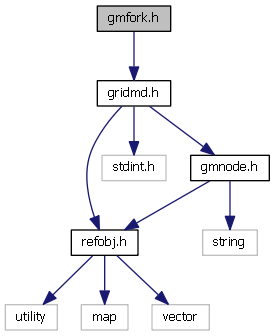 gmfork.h
gridmd.h
stdint.h
gmnode.h
refobj.h
string
utility
map
vector